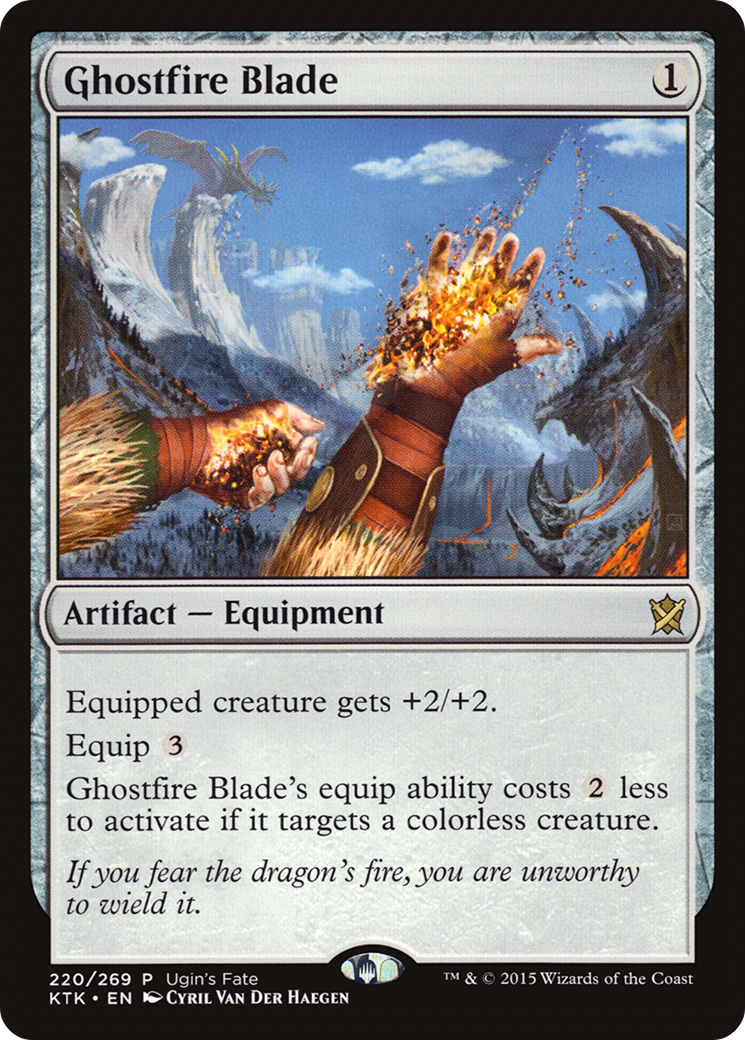 Ghostfire Blade 1
Artifact — Equipment
Equipped creature gets +2/+2.
Equip 3
Ghostfire Blade's equip ability costs 2 less
to activate if it targets a colorless creature.
If you fear the dragon's fire, you are unworthy
to wield it.
220/269 P Ugin's Fate
KTK • EN Cyril Van Der Haegen
™ & © 2015 Wizards of the Coast